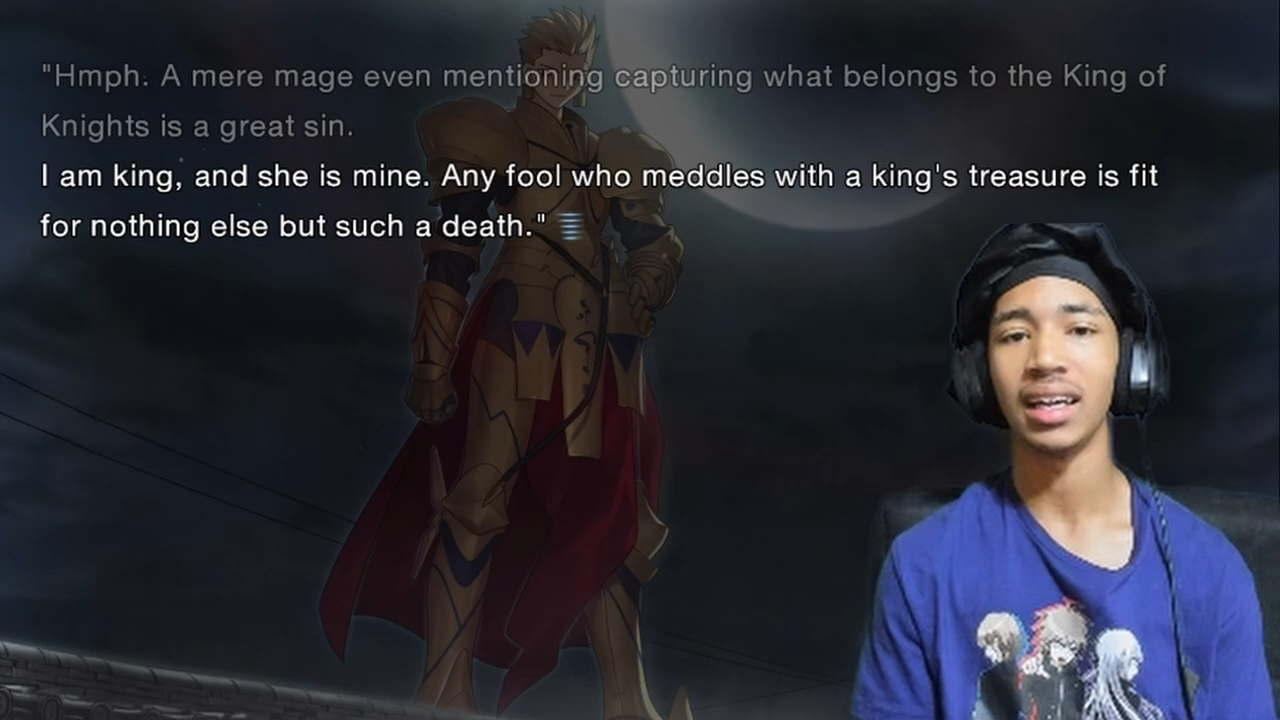 "Hmph. A mere mage even mentioning capturing what belongs to the King of
Knights is a great sin.
I am king, and she is mine. Any fool who meddles with a king's treasure is fit
for nothing else but such a death."